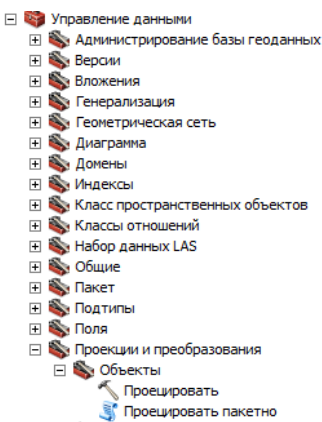 Управление данными
Администрирование базы геоданных
Версии
Вложения
Генерализация
Геометрическая сеть
Диаграмма
Домены
Индексы
Класс пространственных объектов
Классы отношений
Набор данных LAS
Общие
Пакет
Подтипы
Поля
Проекции и преобразования
Объекты
Проецировать
Проецировать пакетно